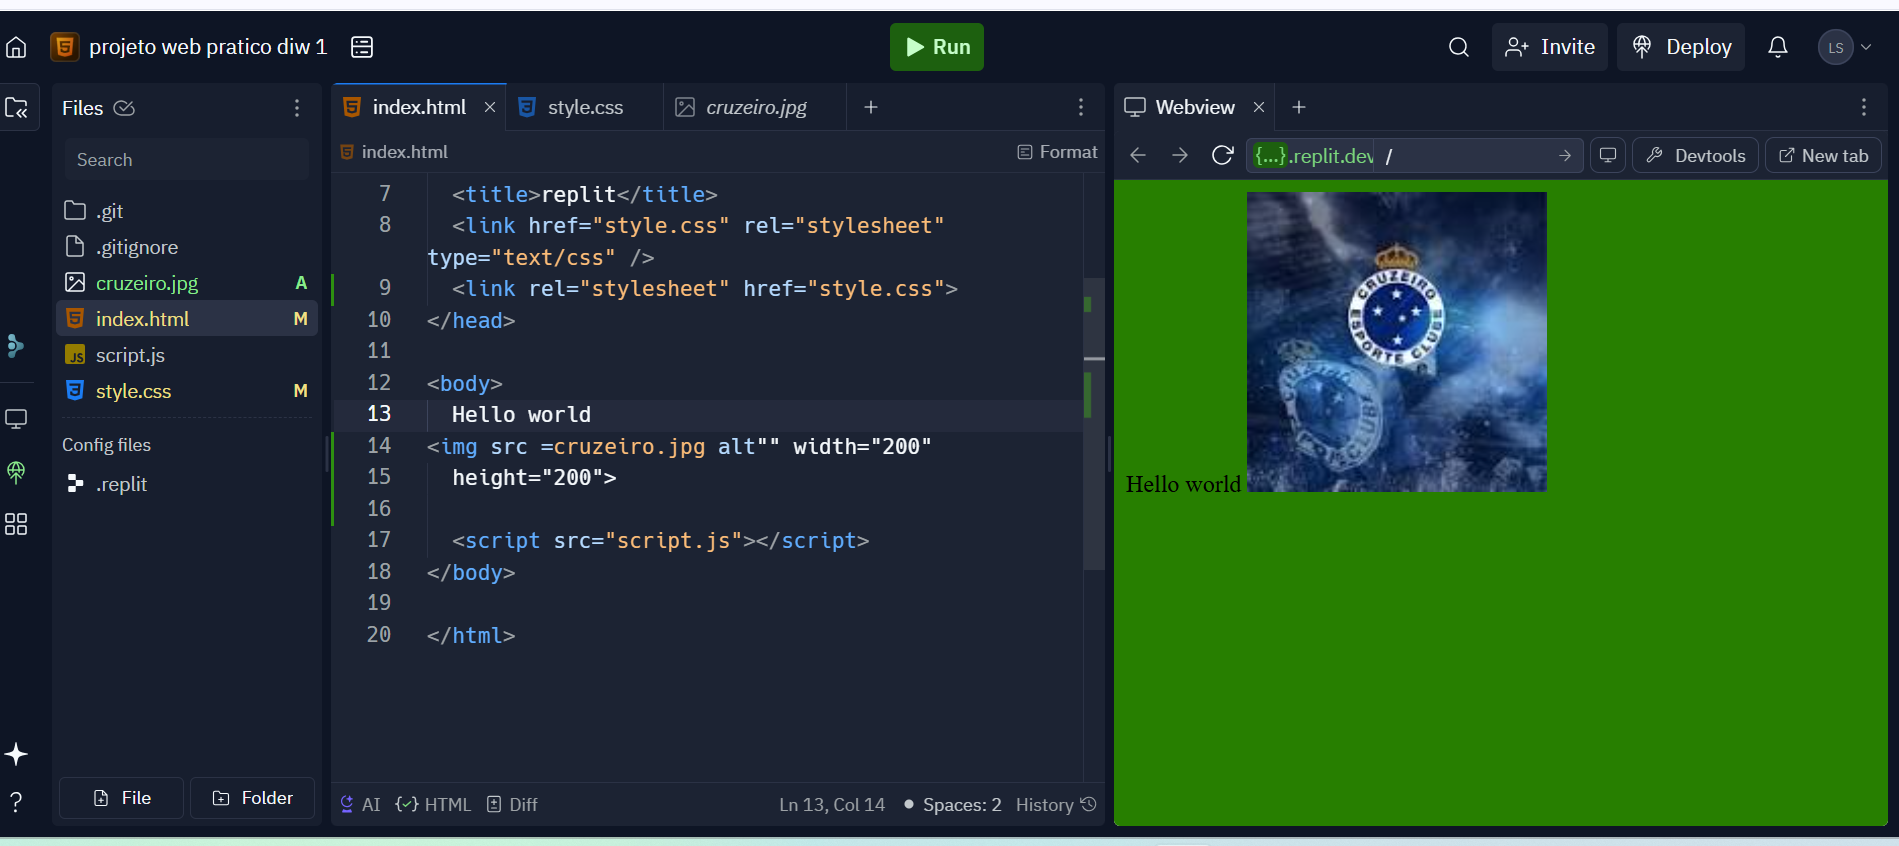 projeto web pratico diw 1
Run
Invite
Deploy
LS
Files
Search
.git
.gitignore
cruzeiro.jpg A
index.html M
script.js
style.css M
Config files
.replit
File
Folder
index.html
style.css
cruzeiro.jpg
index.html
Format
7 <title>replit</title>
8 <link href="style.css" rel="stylesheet"
type="text/css" />
9 <link rel="stylesheet" href="style.css">
10 </head>
11
12 <body>
13 Hello world
14 <img src =cruzeiro.jpg alt"" width="200"
15 height="200">
16
17 <script src="script.js"></script>
18 </body>
19
20 </html>
AI
HTML
Diff
Ln 13, Col 14
Spaces: 2
History
Webview
{...}.replit.dev /
Devtools
New tab
CRUZEIRO
ESPORTE CLUBE
Hello world